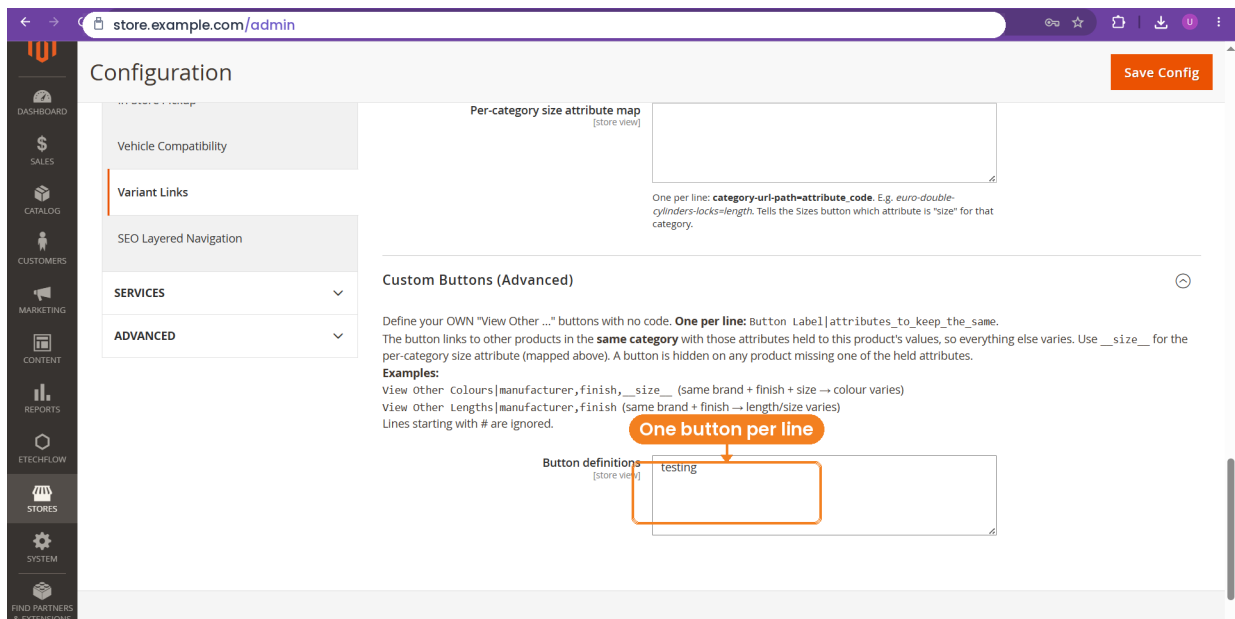 store.example.com/admin
U
Configuration
Save Config
DASHBOARD
SALES
CATALOG
CUSTOMERS
MARKETING
CONTENT
REPORTS
ETECHFLOW
STORES
SYSTEM
FIND PARTNERS
& EXTENSIONS
Vehicle Compatibility
Variant Links
SEO Layered Navigation
SERVICES
ADVANCED
Per-category size attribute map
[store view]
One per line: category-url-path=attribute_code. E.g. euro-double-
cylinders-locks=length. Tells the Sizes button which attribute is "size" for that
category.
Custom Buttons (Advanced)
Define your OWN "View Other ..." buttons with no code. One per line: Button Label|attributes_to_keep_the_same.
The button links to other products in the same category with those attributes held to this product's values, so everything else varies. Use __size__ for the
per-category size attribute (mapped above). A button is hidden on any product missing one of the held attributes.
Examples:
View Other Colours|manufacturer,finish,__size__ (same brand + finish + size → colour varies)
View Other Lengths|manufacturer,finish (same brand + finish → length/size varies)
Lines starting with # are ignored.
One button per line
Button definitions
[store view]
testing